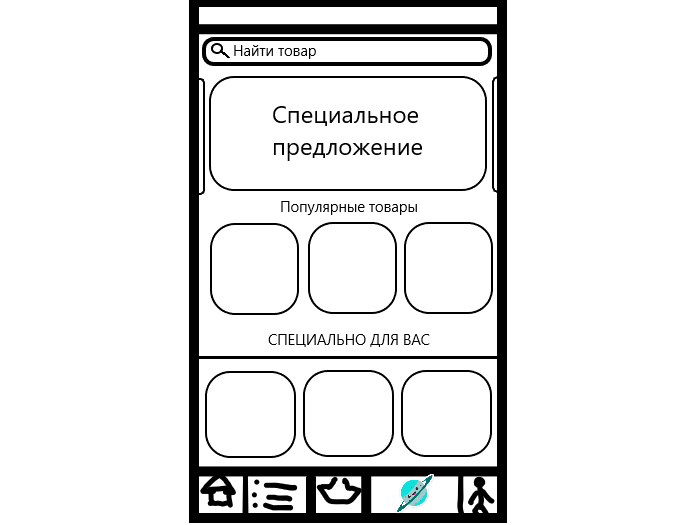 Найти товар
Специальное
предложение
Популярные товары
СПЕЦИАЛЬНО ДЛЯ ВАС